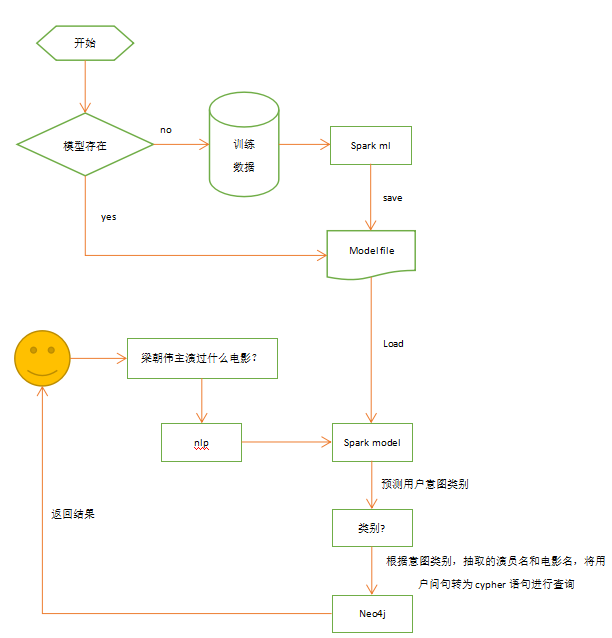 开始
模型存在
no
训练
数据
Spark ml
save
yes
Model file
Load
梁朝伟主演过什么电影？
nlp
Spark model
预测用户意图类别
返回结果
类别?
根据意图类别，抽取的演员名和电影名，将用
户问句转为 cypher 语句进行查询
Neo4j